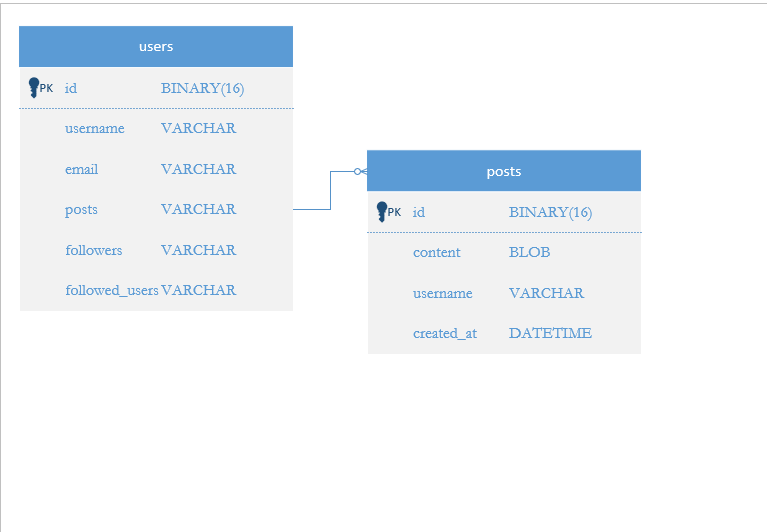 users
PK id BINARY(16)
username VARCHAR
email VARCHAR
posts VARCHAR
followers VARCHAR
followed_users VARCHAR
posts
PK id BINARY(16)
content BLOB
username VARCHAR
created_at DATETIME